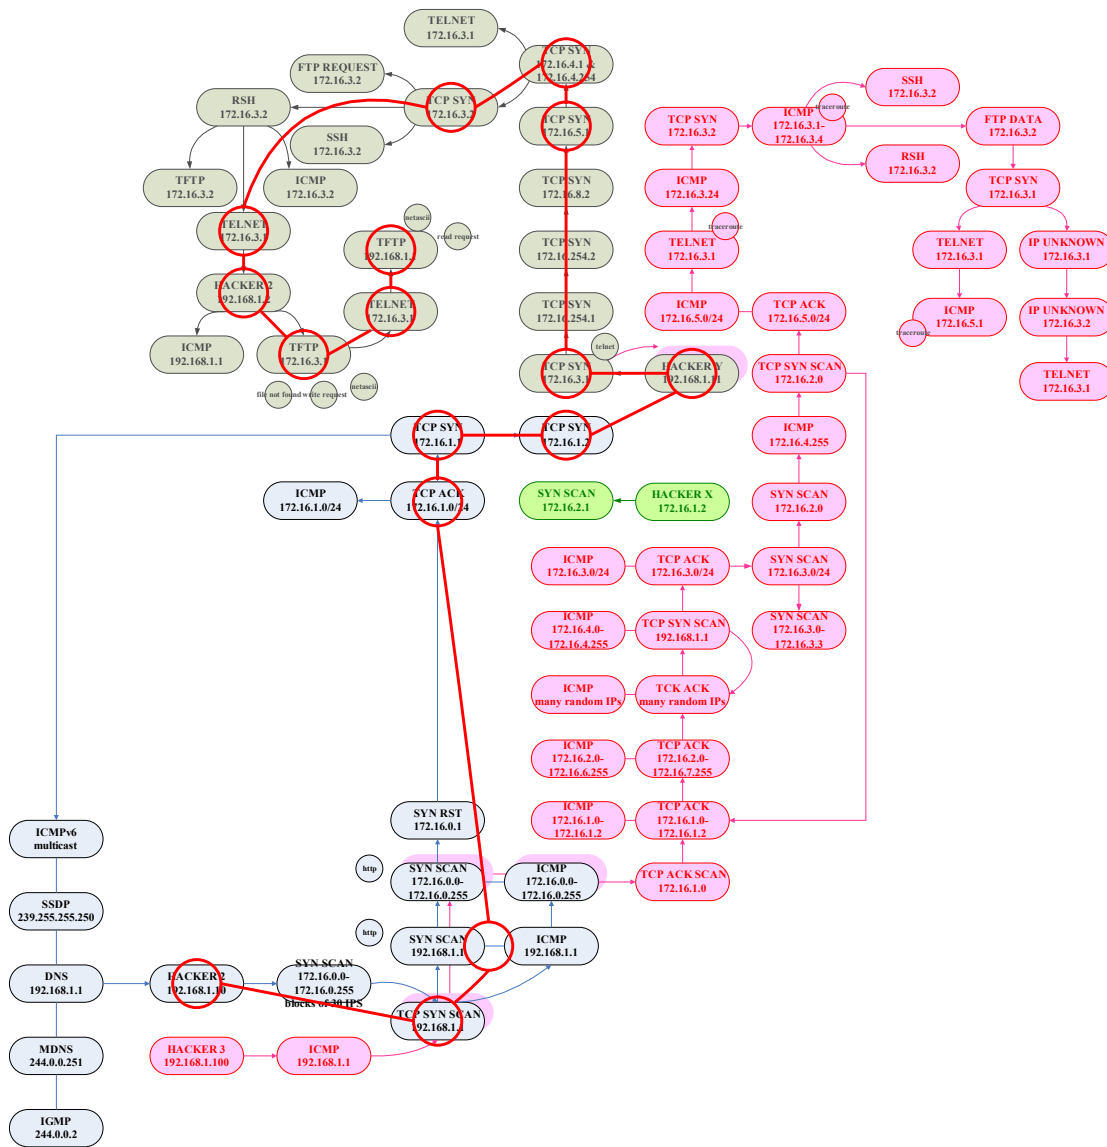 TELNET
172.16.3.1
TCP SYN
172.16.4.1 &
172.16.4.254
FTP REQUEST
172.16.3.2
RSH
172.16.3.2
TCP SYN
172.16.3.2
SSH
172.16.3.2
TCP SYN
172.16.5.1
TFTP
172.16.3.2
ICMP
172.16.3.2
TCP SYN
172.16.8.2
TELNET
172.16.3.1
netascii
read request
TFTP
192.168.1.1
TCP SYN
172.16.254.2
HACKER 2
192.168.1.2
TELNET
172.16.3.1
TCP SYN
172.16.254.1
ICMP
192.168.1.1
TFTP
172.16.3.1
file not found
write request
netascii
telnet
TCP SYN
172.16.3.1
HACKER Y
192.168.1.11
TCP SYN
172.16.1.1
TCP SYN
172.16.1.2
ICMP
172.16.1.0/24
TCP ACK
172.16.1.0/24
SYN SCAN
172.16.2.1
HACKER X
172.16.1.2
TCP SYN
172.16.3.2
ICMP
172.16.3.1-
172.16.3.4
traceroute
SSH
172.16.3.2
FTP DATA
172.16.3.2
RSH
172.16.3.2
ICMP
172.16.3.24
TCP SYN
172.16.3.1
traceroute
TELNET
172.16.3.1
TELNET
172.16.3.1
IP UNKNOWN
172.16.3.1
ICMP
172.16.5.0/24
TCP ACK
172.16.5.0/24
ICMP
172.16.5.1
traceroute
IP UNKNOWN
172.16.3.2
TCP SYN SCAN
172.16.2.0
TELNET
172.16.3.1
ICMP
172.16.4.255
SYN SCAN
172.16.2.0
ICMP
172.16.3.0/24
TCP ACK
172.16.3.0/24
SYN SCAN
172.16.3.0/24
ICMP
172.16.4.0-
172.16.4.255
TCP SYN SCAN
192.168.1.1
SYN SCAN
172.16.3.0-
172.16.3.3
ICMP
many random IPs
TCK ACK
many random IPs
ICMP
172.16.2.0-
172.16.6.255
TCP ACK
172.16.2.0-
172.16.7.255
ICMP
172.16.1.0-
172.16.1.2
TCP ACK
172.16.1.0-
172.16.1.2
SYN RST
172.16.0.1
ICMPv6
multicast
http
SYN SCAN
172.16.0.0-
172.16.0.255
ICMP
172.16.0.0-
172.16.0.255
TCP ACK SCAN
172.16.1.0
SSDP
239.255.255.250
http
SYN SCAN
192.168.1.1
ICMP
192.168.1.1
DNS
192.168.1.1
HACKER 2
192.168.1.10
SYN SCAN
172.16.0.0-
172.16.0.255
blocks of 30 IPS
TCP SYN SCAN
192.168.1.1
MDNS
244.0.0.251
HACKER 3
192.168.1.100
ICMP
192.168.1.1
IGMP
244.0.0.2